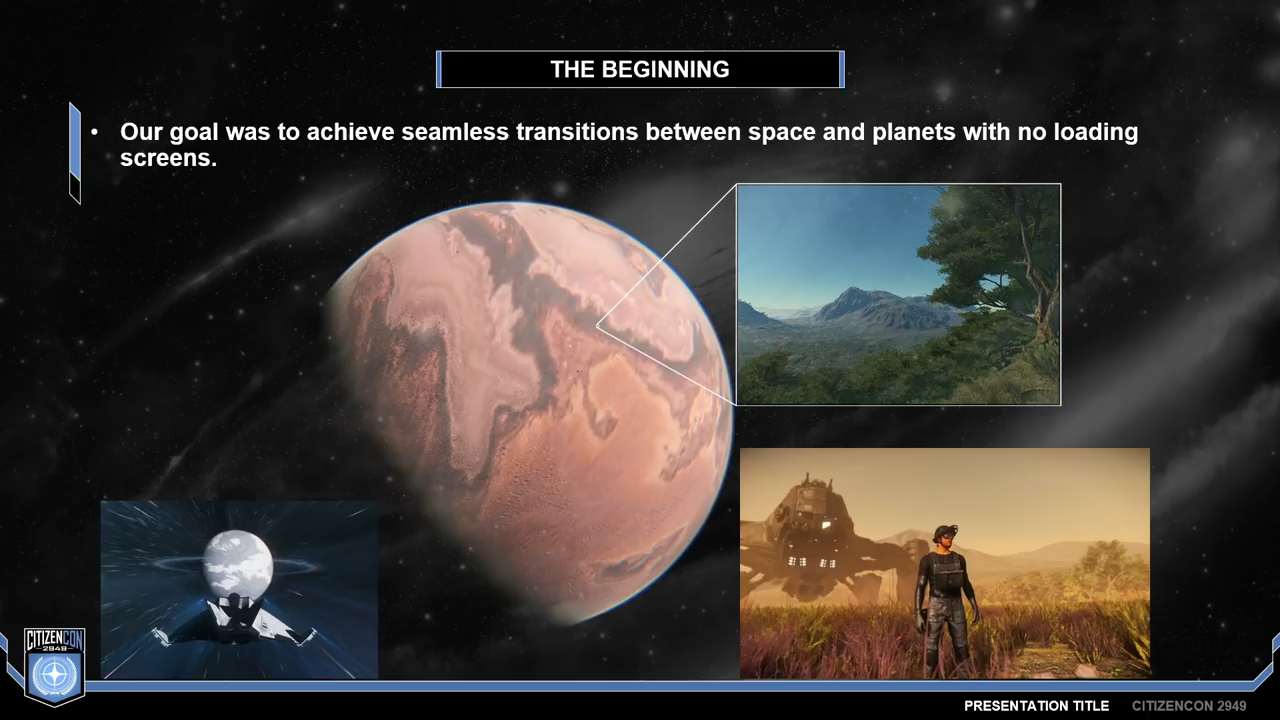 THE BEGINNING
• Our goal was to achieve seamless transitions between space and planets with no loading
screens.
CITIZENCON
2949
PRESENTATION TITLE CITIZENCON 2949